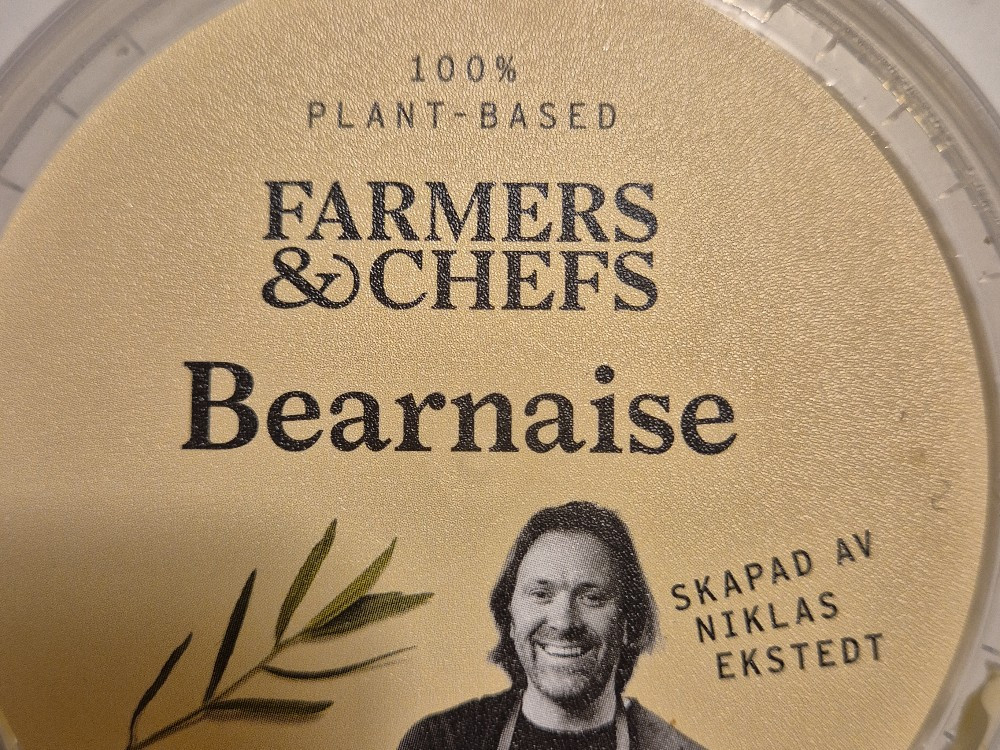 100%
PLANT-BASED
FARMERS
&CHEFS
Bearnaise
SKAPAD AV
NIKLAS
EKSTEDT